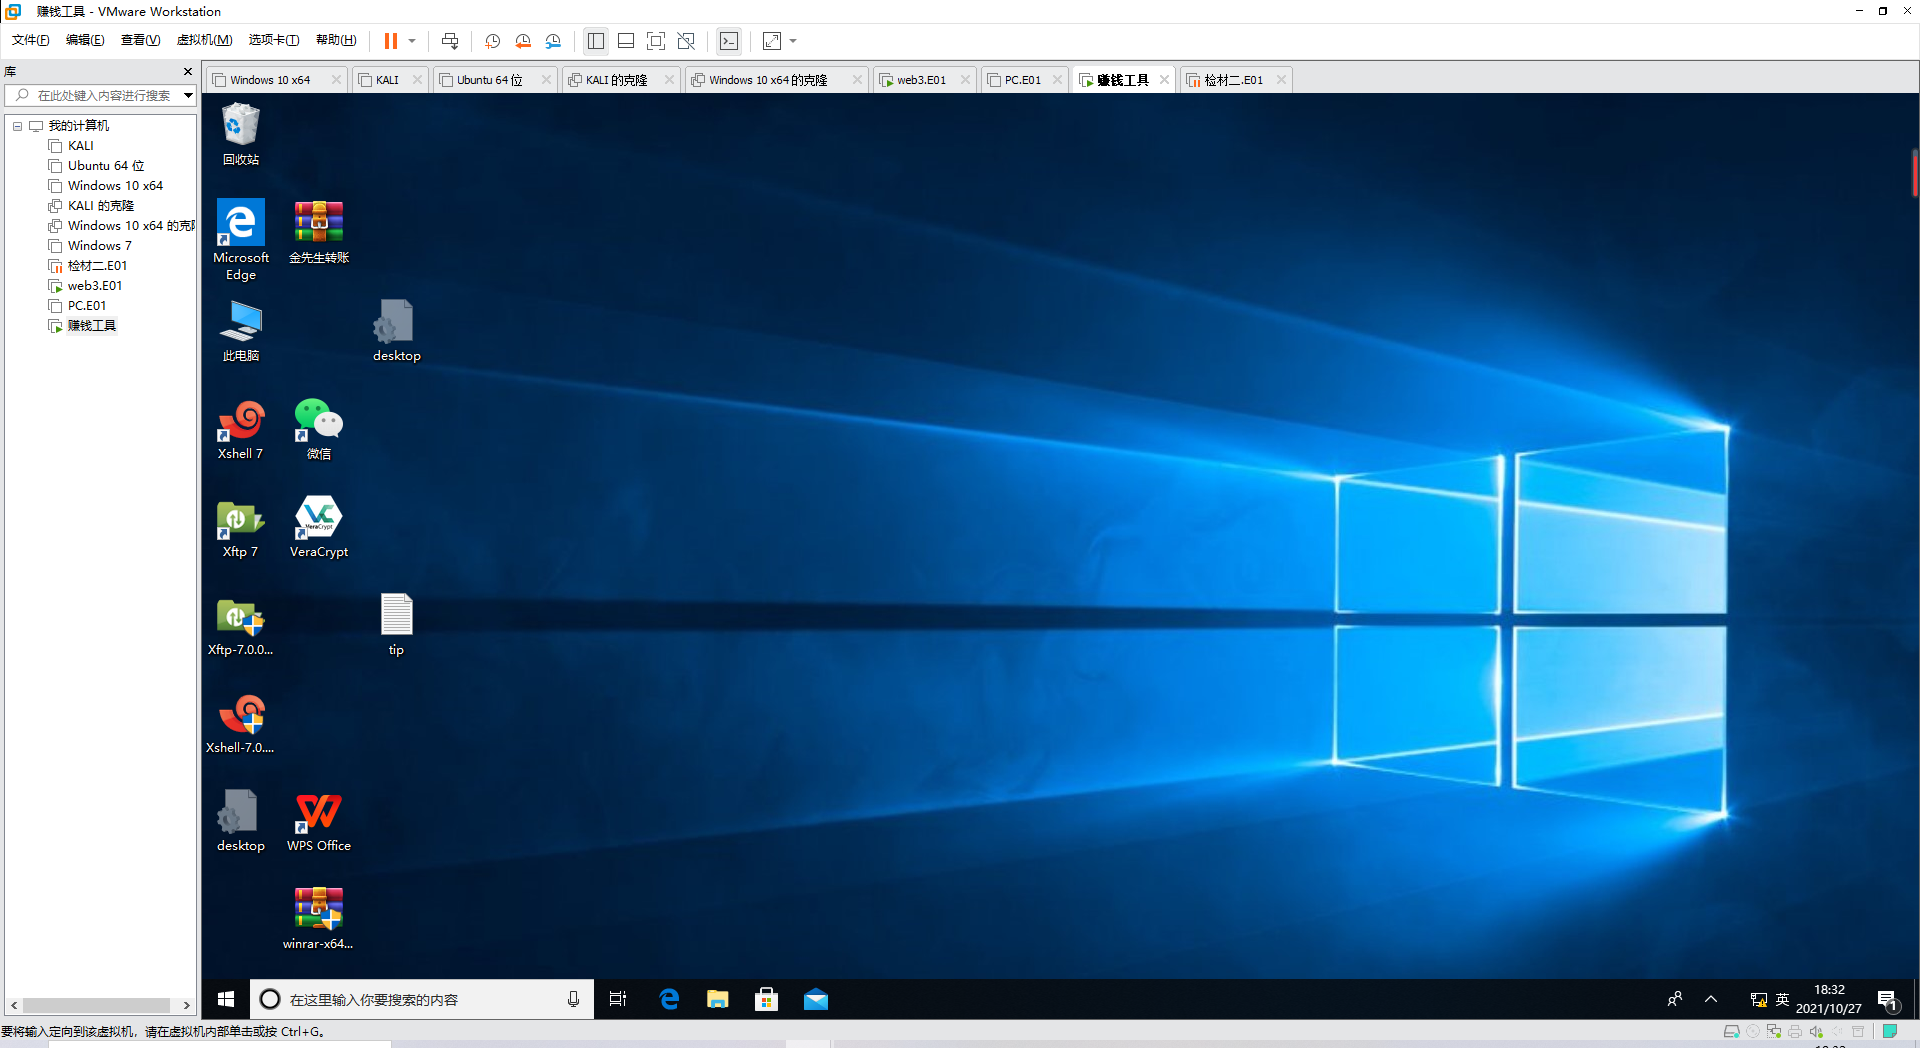 赚钱工具 - VMware Workstation
文件(F) 编辑(E) 查看(V) 虚拟机(M) 选项卡(T) 帮助(H)
库
在此处键入内容进行搜索
我的计算机
KALI
Ubuntu 64 位
Windows 10 x64
KALI 的克隆
Windows 10 x64 的克
Windows 7
检材二.E01
web3.E01
PC.E01
赚钱工具
Windows 10 x64
KALI
Ubuntu 64 位
KALI 的克隆
Windows 10 x64 的克隆
web3.E01
PC.E01
赚钱工具
检材二.E01
回收站
Microsoft Edge
金先生转账
此电脑
desktop
Xshell 7
微信
Xftp 7
VeraCrypt
VeraCrypt
Xftp-7.0.0...
tip
Xshell-7.0....
desktop
WPS Office
winrar-x64...
在这里输入你要搜索的内容
英
18:32
2021/10/27
1
要将输入定向到该虚拟机，请在虚拟机内部单击或按 Ctrl+G。